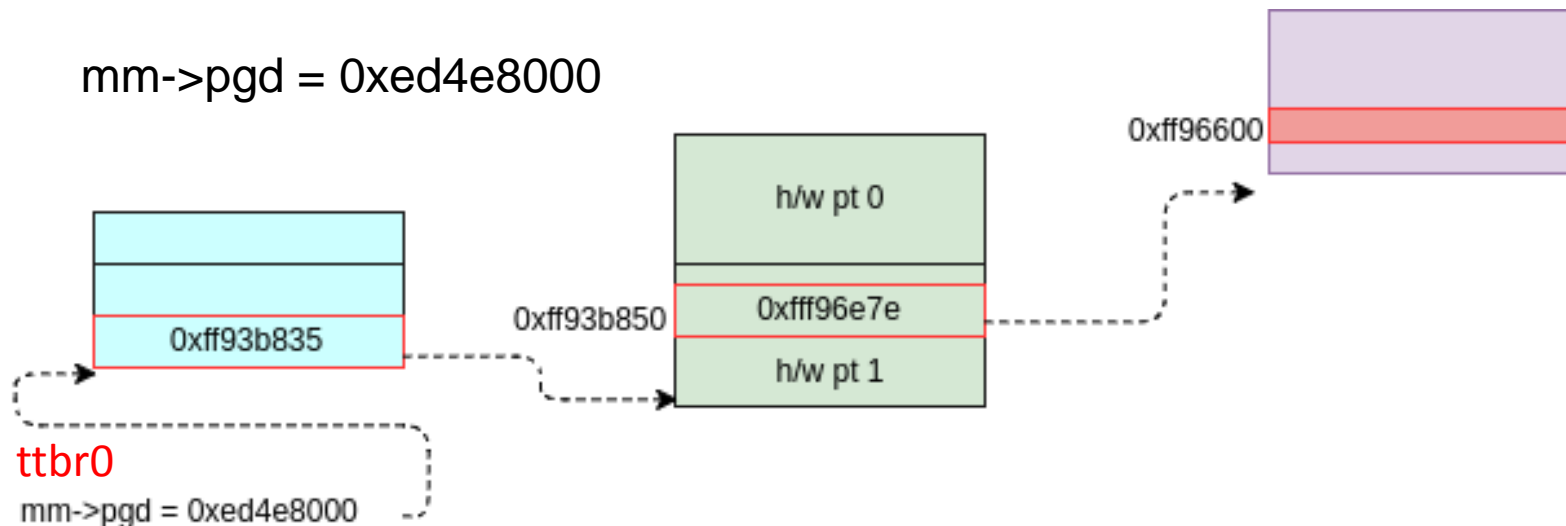 mm->pgd = 0xed4e8000
0xff96600
h/w pt 0
0xff93b850
0xfff96e7e
0xff93b835
h/w pt 1
ttbr0
mm->pgd = 0xed4e8000